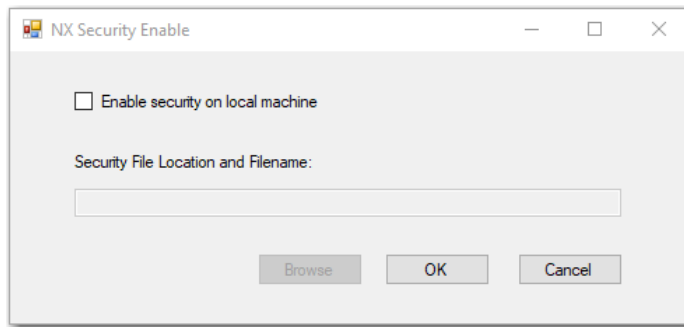 NX Security Enable
Enable security on local machine
Security File Location and Filename:
Browse OK Cancel